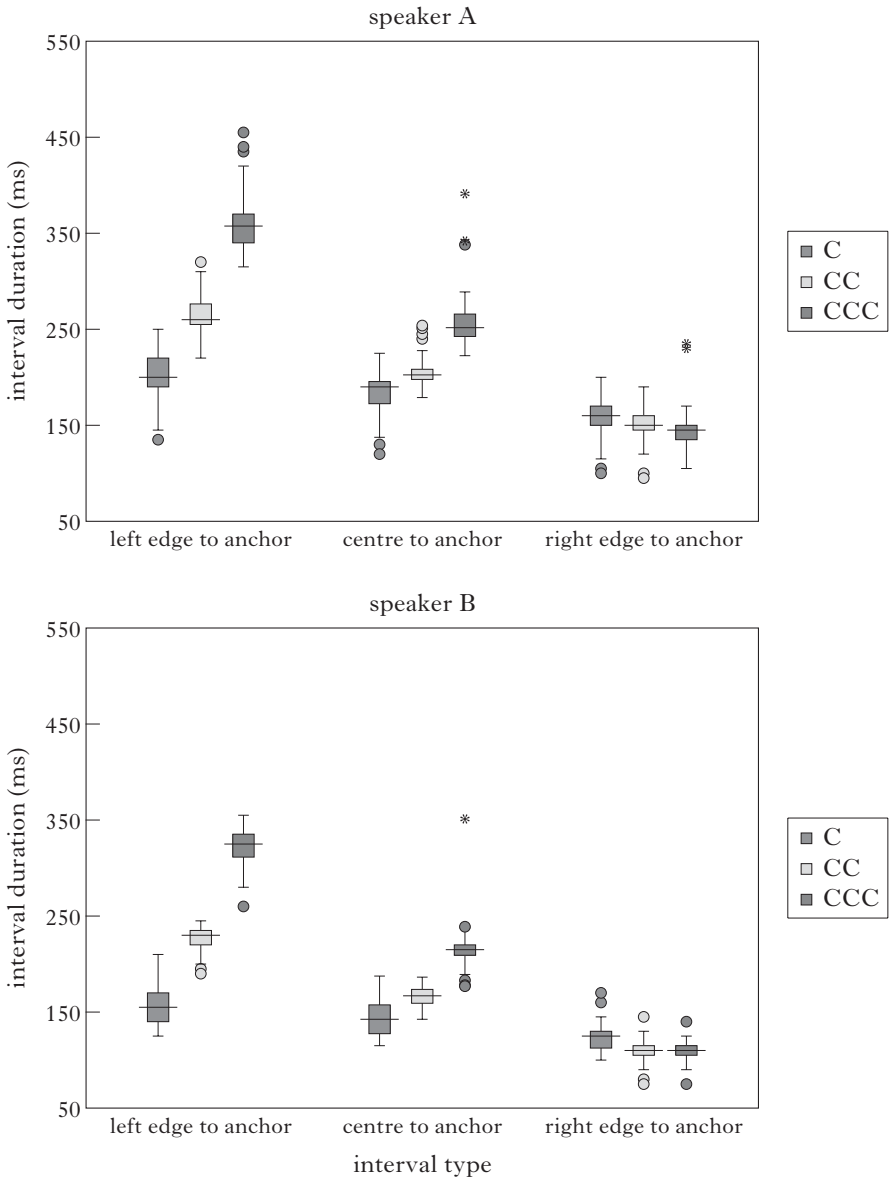 speaker A
550
450
350
250
150
50
interval duration (ms)
left edge to anchor
centre to anchor
right edge to anchor
C
CC
CCC
speaker B
550
450
350
250
150
50
interval duration (ms)
left edge to anchor
centre to anchor
right edge to anchor
interval type
C
CC
CCC